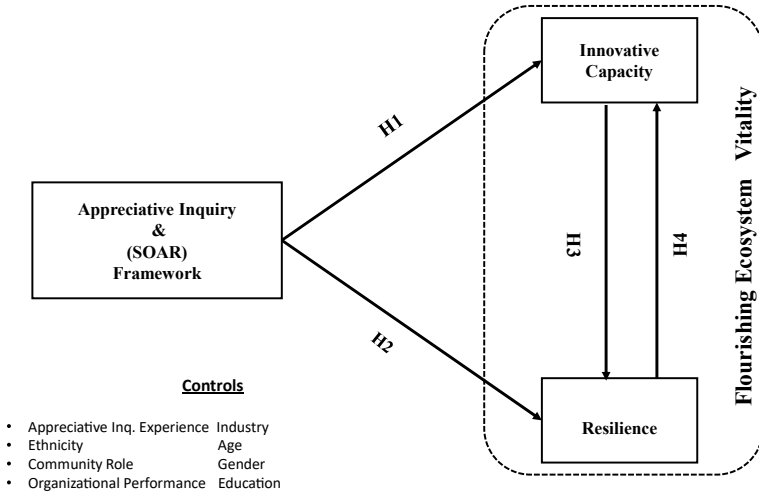 Innovative
Capacity
H1
Appreciative Inquiry
&
(SOAR)
Framework
H3
H4
Flourishing Ecosystem Vitality
H2
Resilience
Controls
• Appreciative Inq. Experience Industry
• Ethnicity Age
• Community Role Gender
• Organizational Performance Education